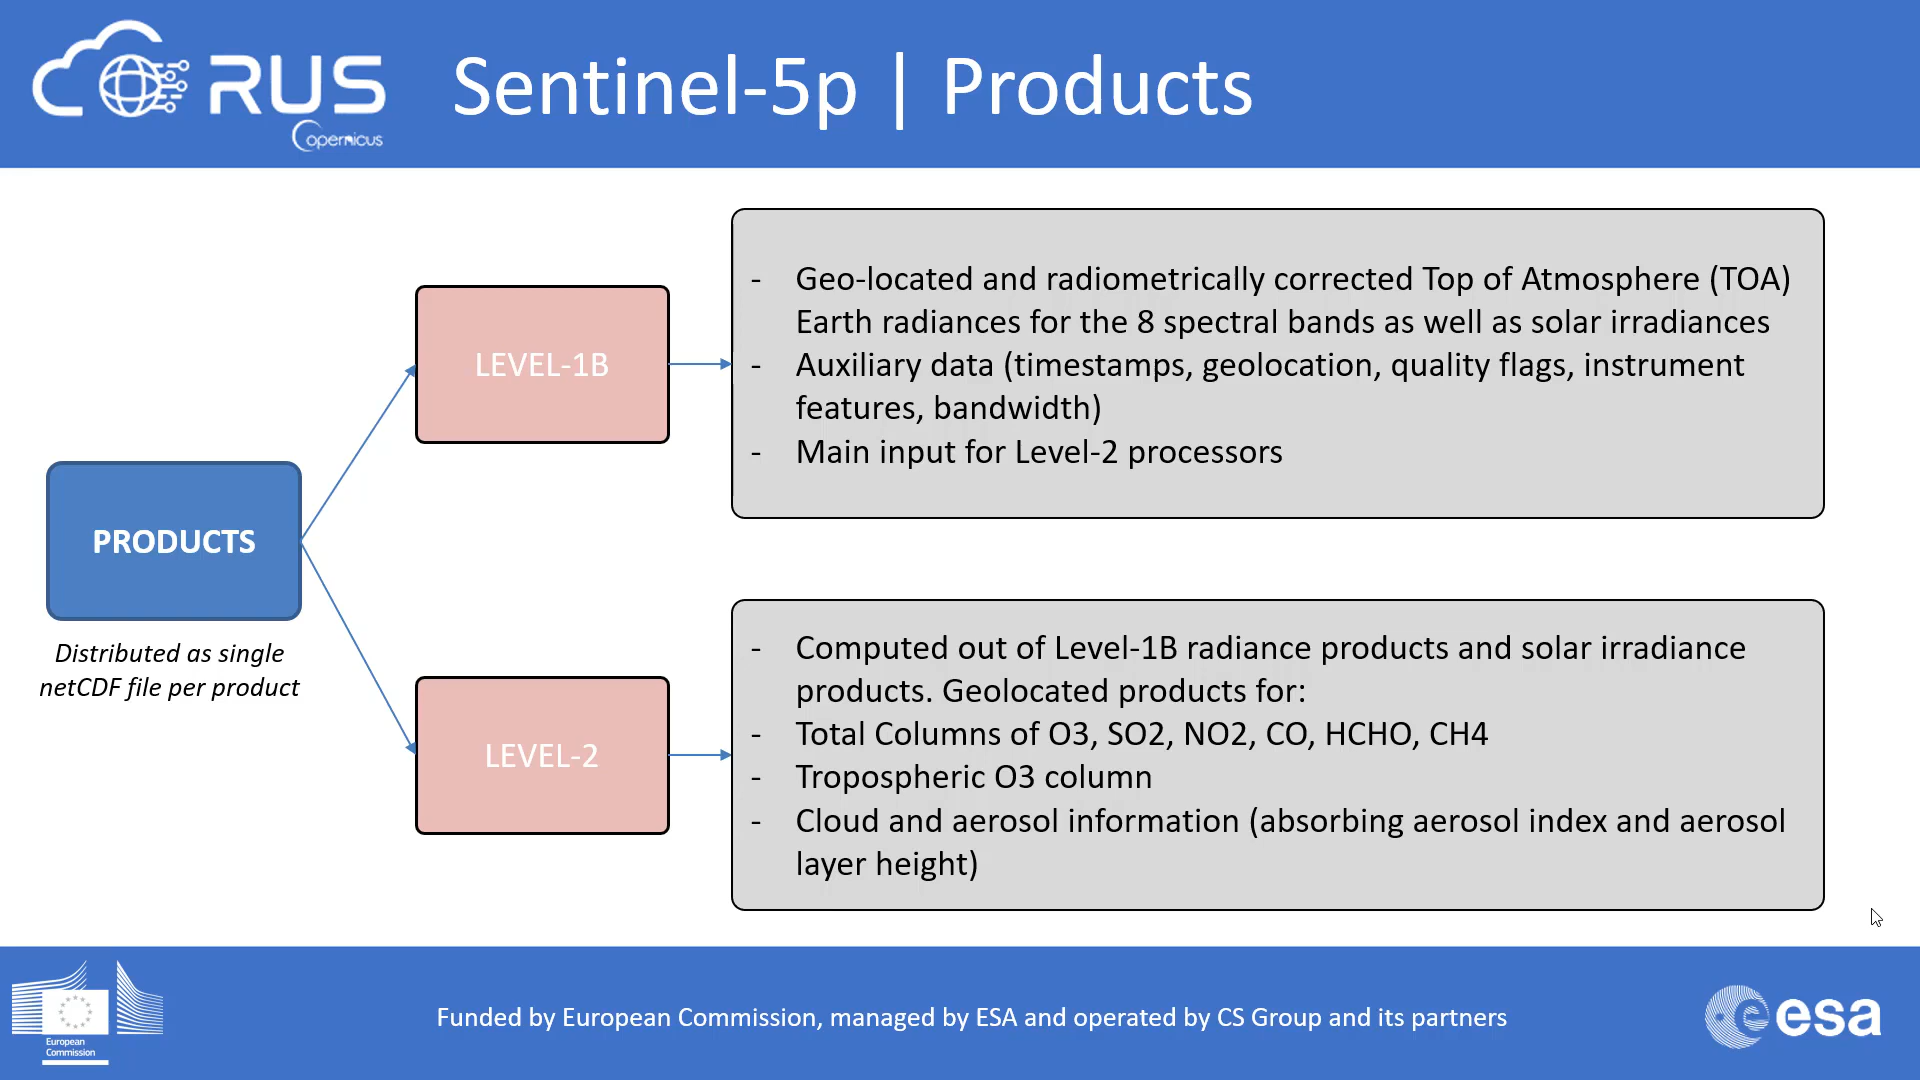 RUS
Copernicus
Sentinel-5p | Products
- Geo-located and radiometrically corrected Top of Atmosphere (TOA)
Earth radiances for the 8 spectral bands as well as solar irradiances
- Auxiliary data (timestamps, geolocation, quality flags, instrument
features, bandwidth)
- Main input for Level-2 processors
LEVEL-1B
PRODUCTS
Distributed as single
netCDF file per product
LEVEL-2
- Computed out of Level-1B radiance products and solar irradiance
products. Geolocated products for:
- Total Columns of O3, SO2, NO2, CO, HCHO, CH4
- Tropospheric O3 column
- Cloud and aerosol information (absorbing aerosol index and aerosol
layer height)
European
Commission
Funded by European Commission, managed by ESA and operated by CS Group and its partners
esa